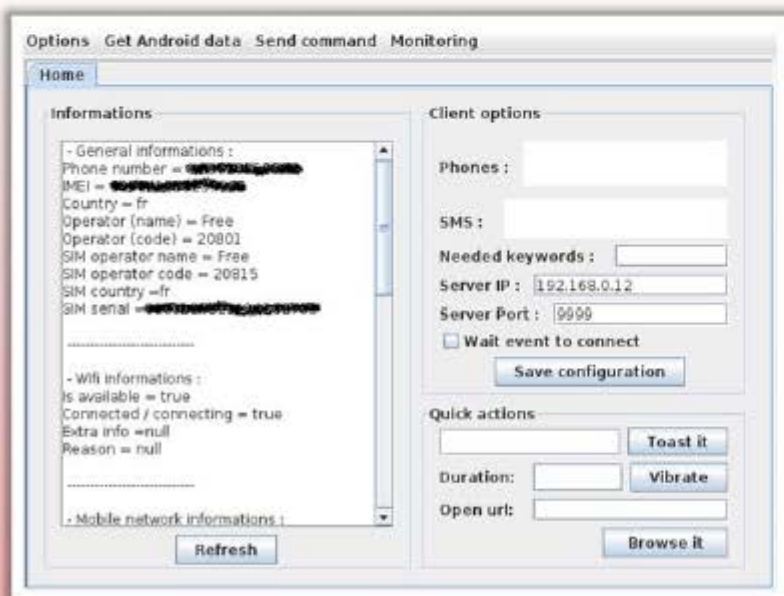 Options Get Android data Send command Monitoring
Home
Informations
- General informations :
Phone number =
IMEI =
Country = fr
Operator (name) = Free
Operator (code) = 20801
SIM operator name = Free
SIM operator code = 20815
SIM country =fr
SIM serial =
----------------------------
- Wifi informations :
Is available = true
Connected / connecting = true
Extra info =null
Reason = null
----------------------------
- Mobile network informations :
Refresh
Client options
Phones :
SMS :
Needed keywords :
Server IP : 192.168.0.12
Server Port : 9999
Wait event to connect
Save configuration
Quick actions
Toast it
Duration: Vibrate
Open url:
Browse it